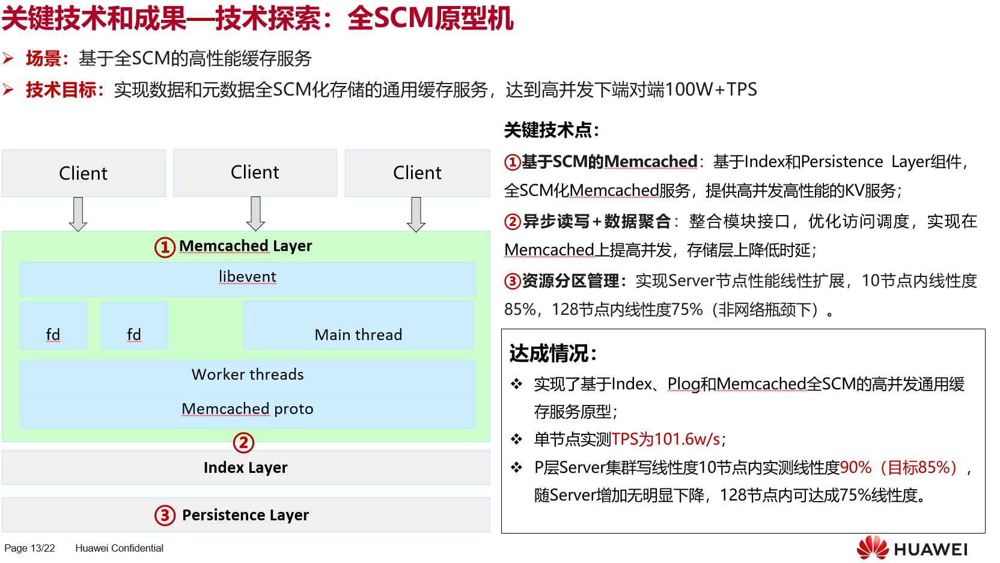 关键技术和成果—技术探索：全SCM原型机
➢ 场景：基于全SCM的高性能缓存服务
➢ 技术目标：实现数据和元数据全SCM化存储的通用缓存服务，达到高并发下端对端100W+TPS
Client
Client
Client
① Memcached Layer
libevent
fd
fd
Main thread
Worker threads
Memcached proto
②
Index Layer
③ Persistence Layer
关键技术点：
①基于SCM的Memcached：基于Index和Persistence Layer组件，
全SCM化Memcached服务，提供高并发高性能的KV服务；
②异步读写+数据聚合：整合模块接口，优化访问调度，实现在
Memcached上提高并发，存储层上降低时延；
③资源分区管理：实现Server节点性能线性扩展，10节点内线性度
85%，128节点内线性度75%（非网络瓶颈下）。
达成情况：
❖ 实现了基于Index、Plog和Memcached全SCM的高并发通用缓
存服务原型；
❖ 单节点实测TPS为101.6w/s；
❖ P层Server集群写线性度10节点内实测线性度90%（目标85%），
随Server增加无明显下降，128节点内可达成75%线性度。
Page 13/22 Huawei Confidential
HUAWEI